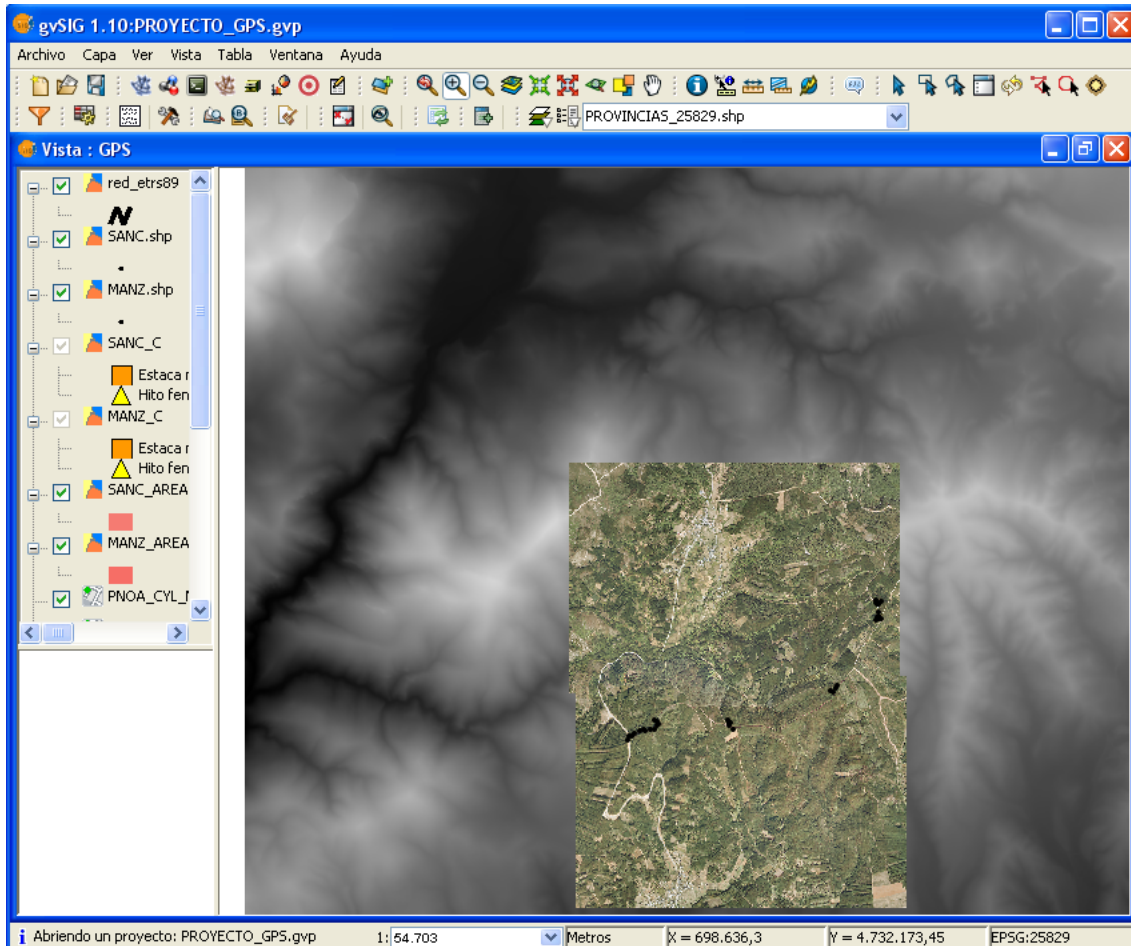 gvSIG 1.10:PROYECTO_GPS.gvp
Archivo Capa Ver Vista Tabla Ventana Ayuda
PROVINCIAS_25829.shp
Vista : GPS
red_etrs89
SANC.shp
MANZ.shp
SANC_C
Estaca r
Hito fen
MANZ_C
Estaca r
Hito fen
SANC_AREA
MANZ_AREA
PNOA_CYL_N
Abriendo un proyecto: PROYECTO_GPS.gvp 1: 54.703 Metros X = 698.636,3 Y = 4.732.173,45 EPSG:25829